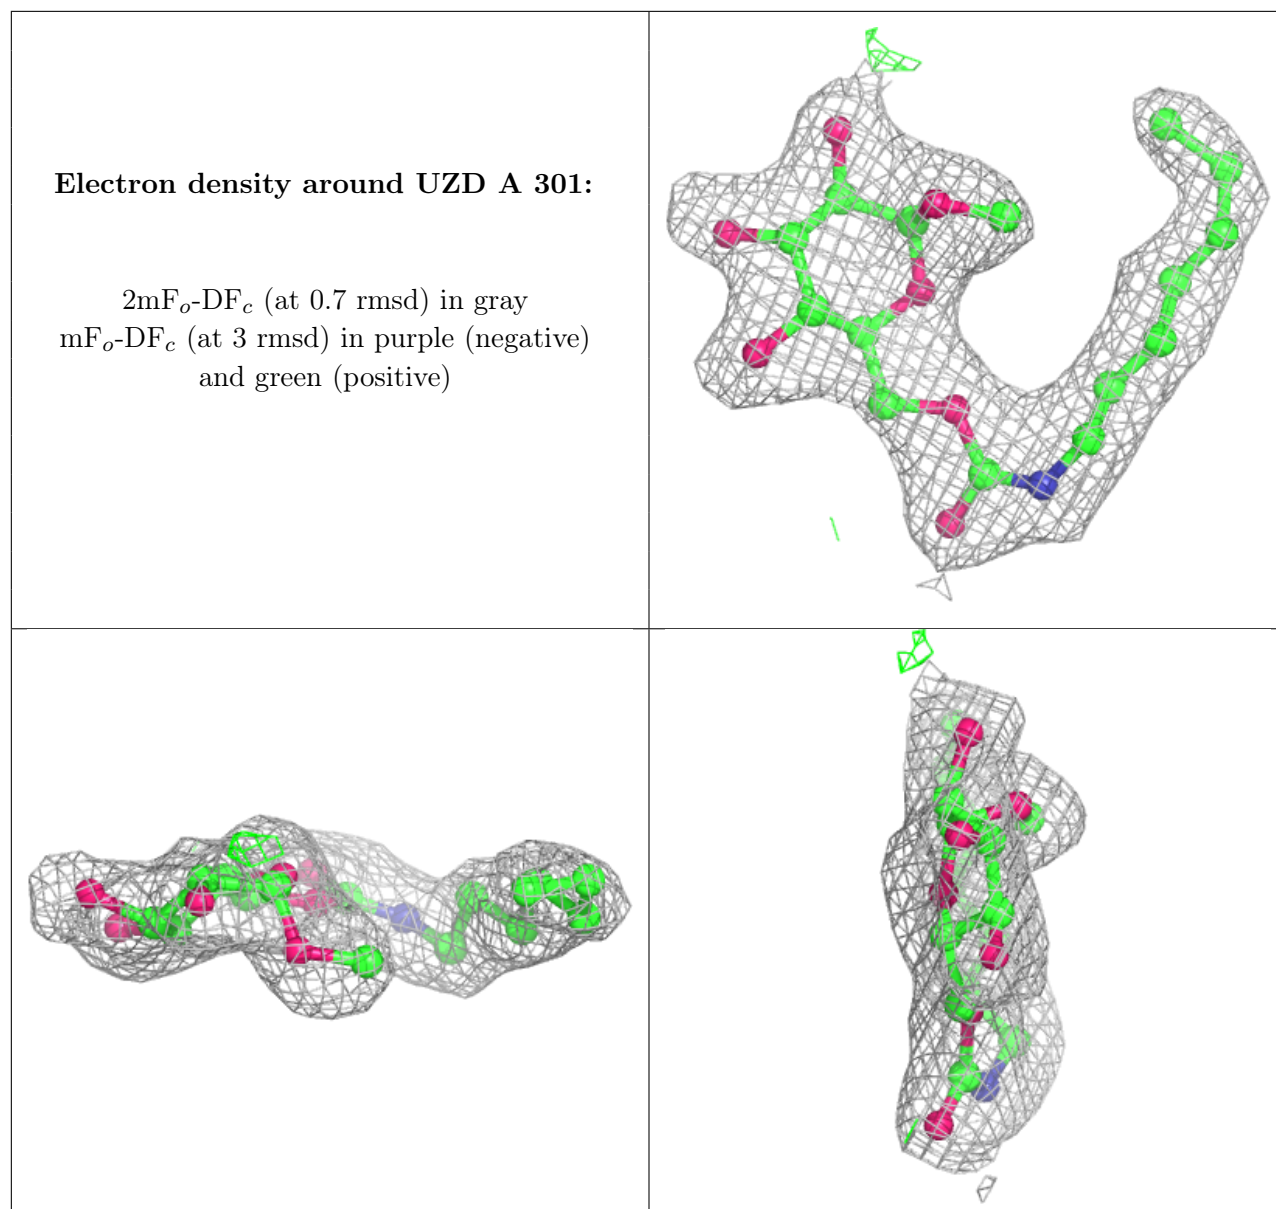 Electron density around UZD A 301:
2mFo-DFc (at 0.7 rmsd) in gray
mFo-DFc (at 3 rmsd) in purple (negative)
and green (positive)